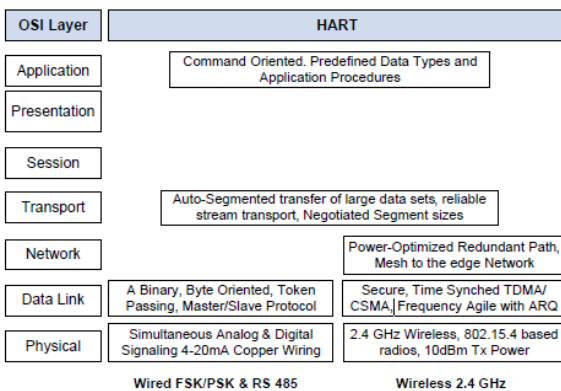 OSI Layer
HART
Application
Command Oriented. Predefined Data Types and
Application Procedures
Presentation
Session
Transport
Auto-Segmented transfer of large data sets, reliable
stream transport, Negotiated Segment sizes
Network
Power-Optimized Redundant Path,
Mesh to the edge Network
Data Link
A Binary, Byte Oriented, Token
Passing, Master/Slave Protocol
Secure, Time Synched TDMA/
CSMA, Frequency Agile with ARQ
Physical
Simultaneous Analog & Digital
Signaling 4-20mA Copper Wiring
2.4 GHz Wireless, 802.15.4 based
radios, 10dBm Tx Power
Wired FSK/PSK & RS 485
Wireless 2.4 GHz